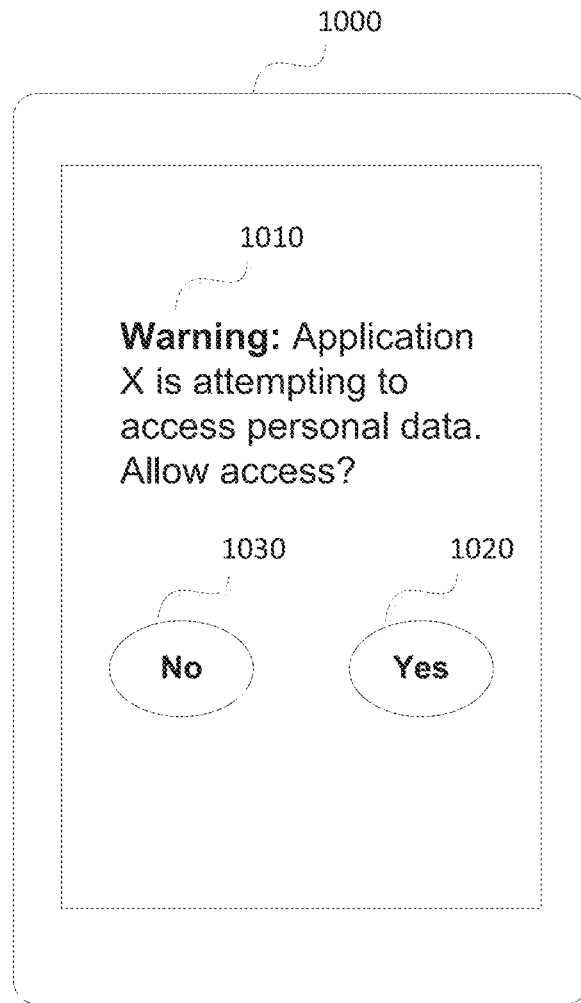 1000
1010
Warning: Application
X is attempting to
access personal data.
Allow access?
1030 1020
No Yes